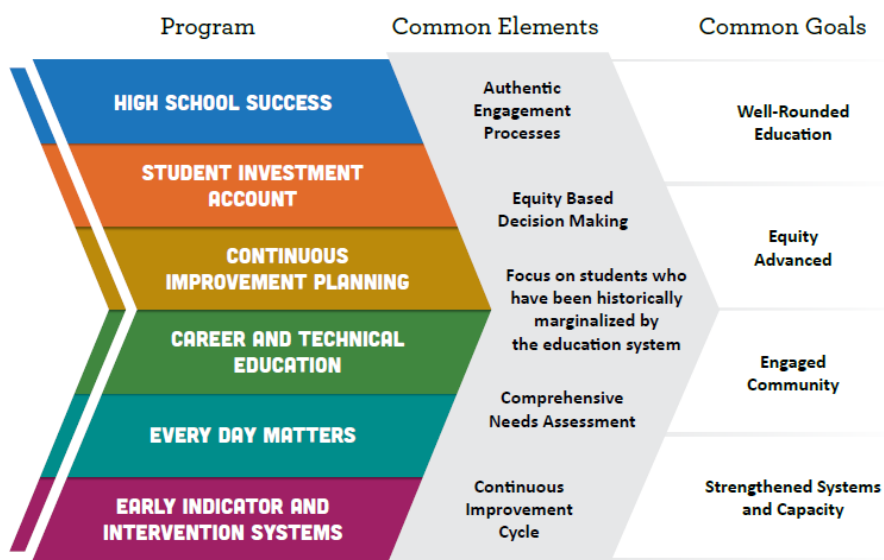 Program
Common Elements
Common Goals
HIGH SCHOOL SUCCESS
STUDENT INVESTMENT
ACCOUNT
CONTINUOUS
IMPROVEMENT PLANNING
CAREER AND TECHNICAL
EDUCATION
EVERY DAY MATTERS
EARLY INDICATOR AND
INTERVENTION SYSTEMS
Authentic
Engagement
Processes
Equity Based
Decision Making
Focus on students who
have been historically
marginalized by
the education system
Comprehensive
Needs Assessment
Continuous
Improvement
Cycle
Well-Rounded
Education
Equity
Advanced
Engaged
Community
Strengthened Systems
and Capacity